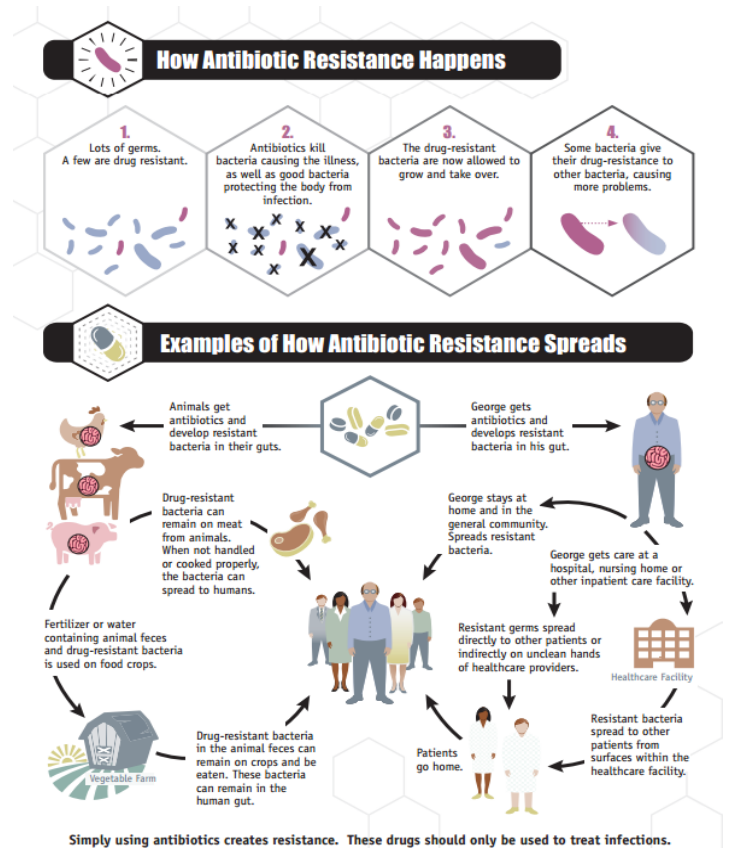 How Antibiotic Resistance Happens
1.
Lots of germs.
A few are drug resistant.
2.
Antibiotics kill
bacteria causing the illness,
as well as good bacteria
protecting the body from
infection.
3.
The drug-resistant
bacteria are now allowed to
grow and take over.
4.
Some bacteria give
their drug-resistance to
other bacteria, causing
more problems.
X
X
X
X
X
X
X
X
X
Examples of How Antibiotic Resistance Spreads
Animals get
antibiotics and
develop resistant
bacteria in their guts.
George gets
antibiotics and
develops resistant
bacteria in his gut.
Drug-resistant
bacteria can
remain on meat
from animals.
When not handled
or cooked properly,
the bacteria can
spread to humans.
George stays at
home and in the
general community.
Spreads resistant
bacteria.
George gets care at a
hospital, nursing home or
other inpatient care facility.
Fertilizer or water
containing animal feces
and drug-resistant bacteria
is used on food crops.
Resistant germs spread
directly to other patients or
indirectly on unclean hands
of healthcare providers.
Healthcare Facility
Vegetable Farm
Drug-resistant bacteria
in the animal feces can
remain on crops and be
eaten. These bacteria
can remain in the
human gut.
Patients
go home.
Resistant bacteria
spread to other
patients from
surfaces within the
healthcare facility.
Simply using antibiotics creates resistance. These drugs should only be used to treat infections.